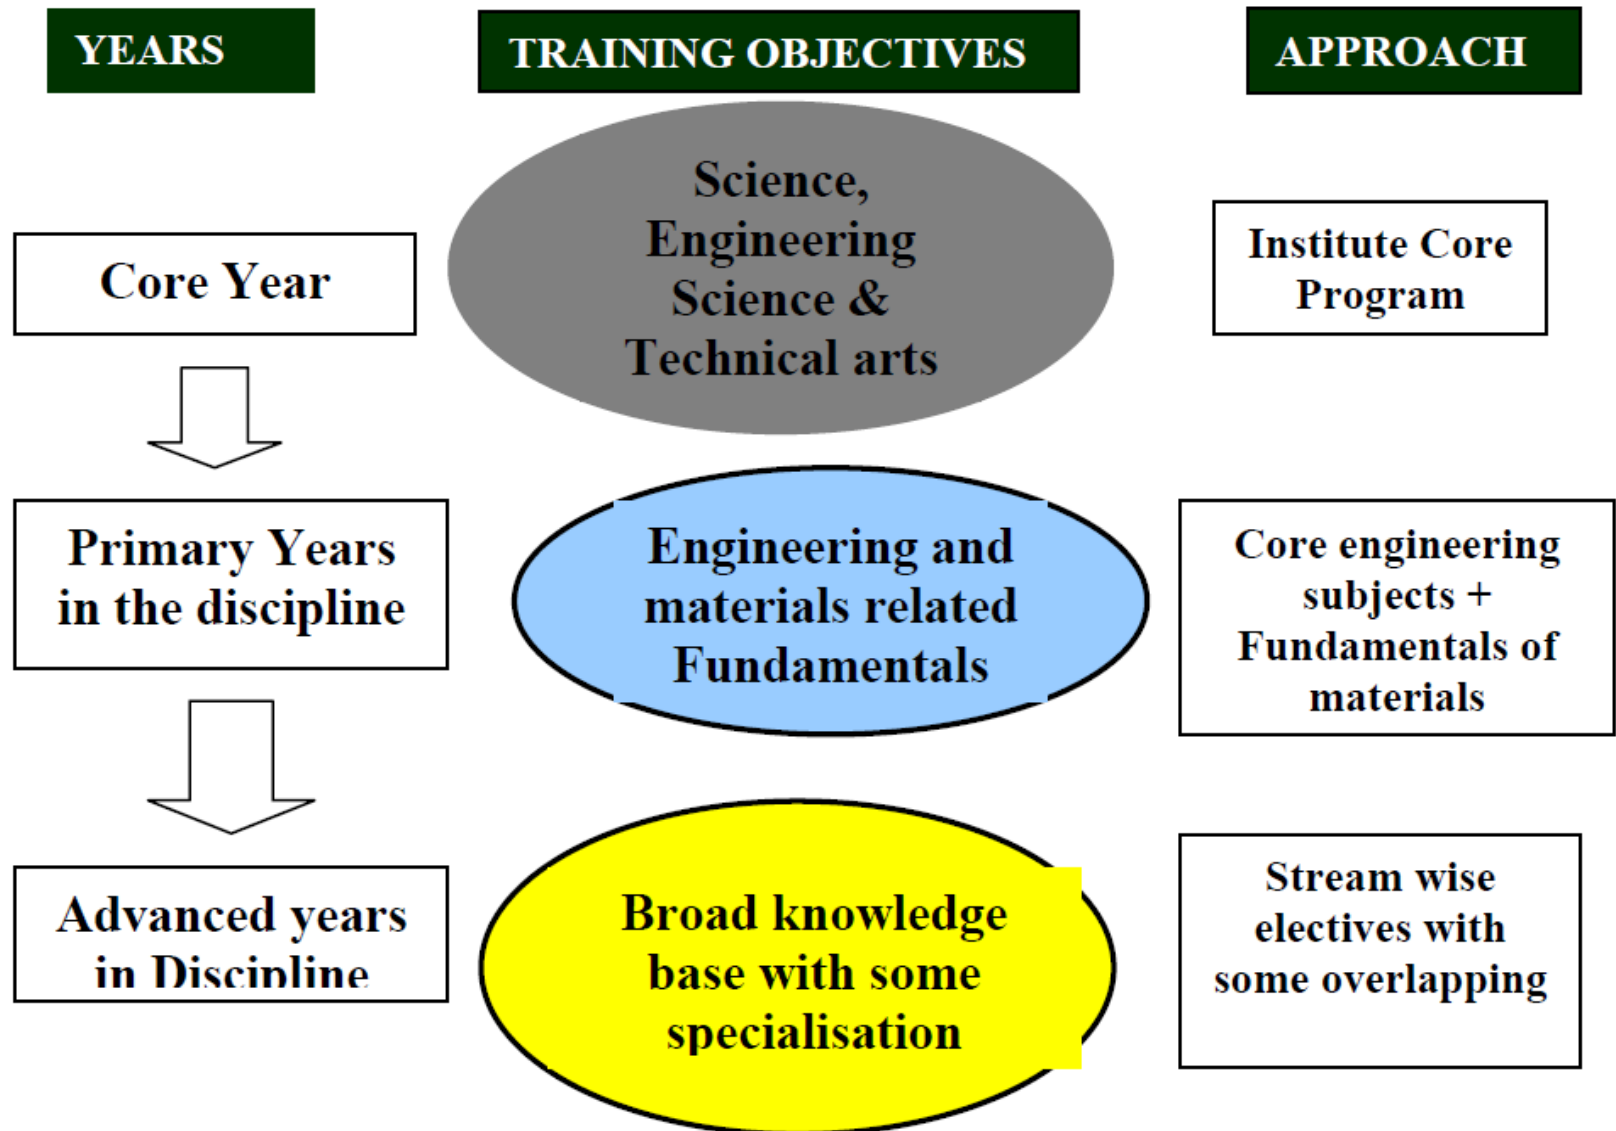 YEARS
TRAINING OBJECTIVES
APPROACH
Core Year
Science,
Engineering
Science &
Technical arts
Institute Core
Program
Primary Years
in the discipline
Engineering and
materials related
Fundamentals
Core engineering
subjects +
Fundamentals of
materials
Advanced years
in Discipline
Broad knowledge
base with some
specialisation
Stream wise
electives with
some overlapping